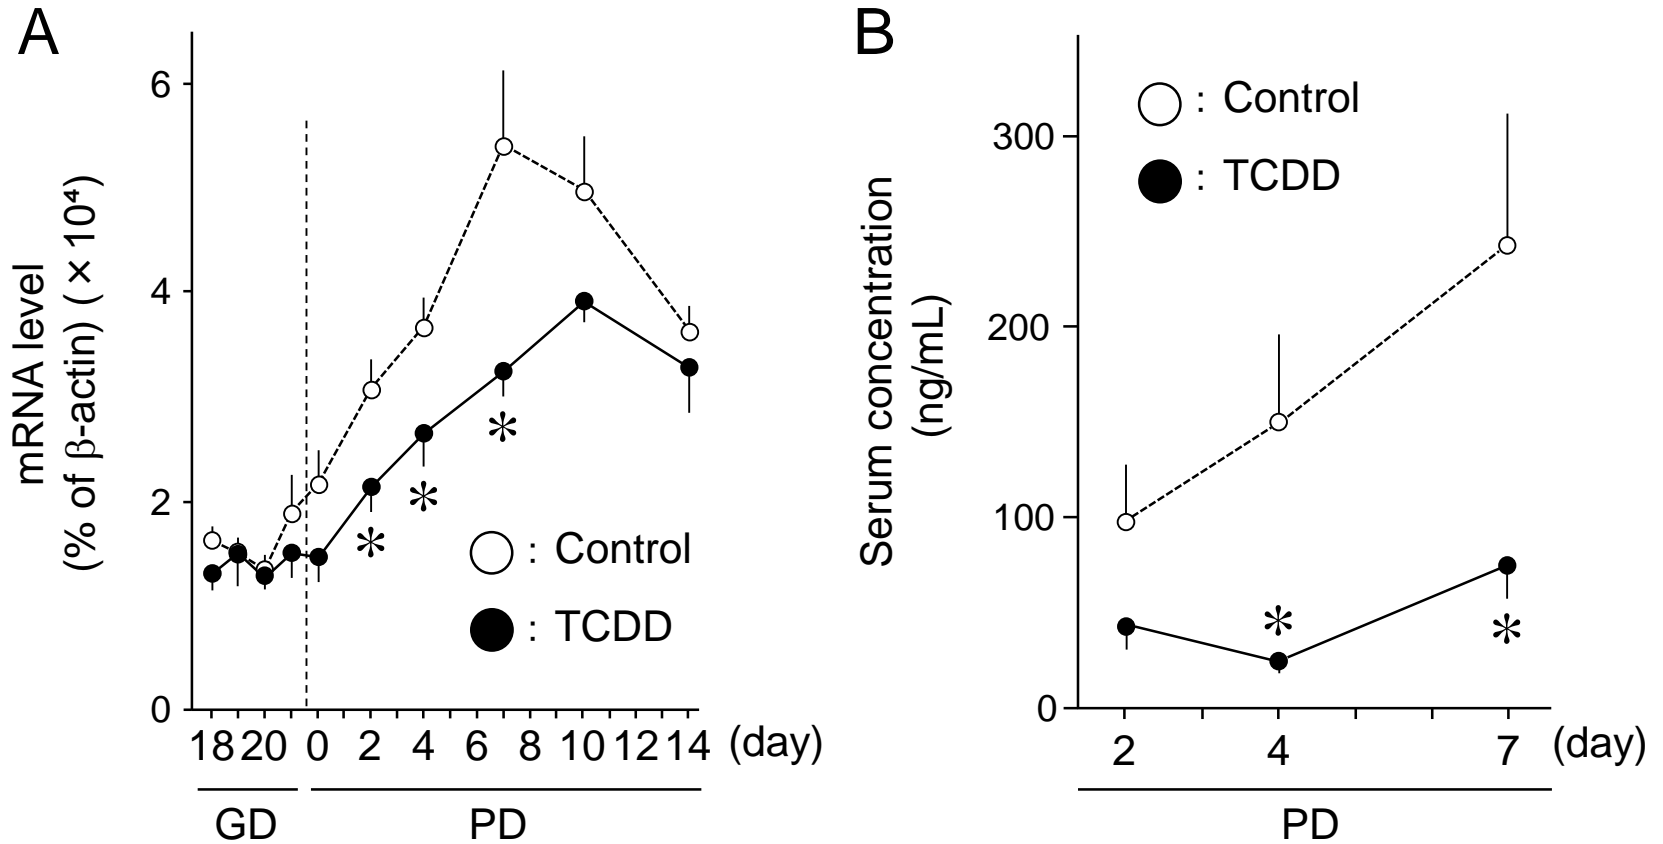 A
mRNA level
(% of β-actin) (×10⁴)
6
4
2
0
: Control
: TCDD
18 20 0 2 4 6 8 10 12 14 (day)
GD PD
*
*
*
B
Serum concentration
(ng/mL)
300
200
100
0
: Control
: TCDD
*
*
2 4 7 (day)
PD